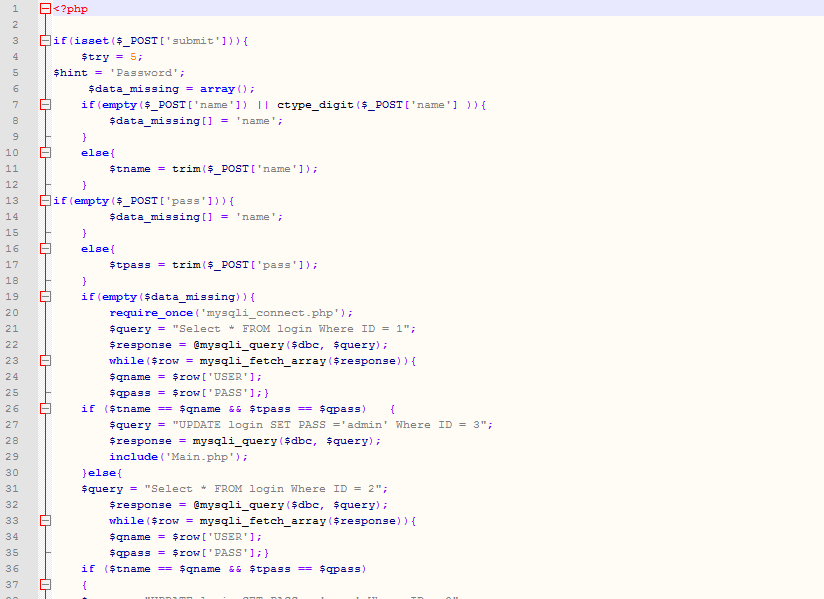 1 <?php
2
3 if(isset($_POST['submit'])){
4 $try = 5;
5 $hint = 'Password';
6 $data_missing = array();
7 if(empty($_POST['name']) || ctype_digit($_POST['name'] )){
8 $data_missing[] = 'name';
9 }
10 else{
11 $tname = trim($_POST['name']);
12 }
13 if(empty($_POST['pass'])){
14 $data_missing[] = 'name';
15 }
16 else{
17 $tpass = trim($_POST['pass']);
18 }
19 if(empty($data_missing)){
20 require_once('mysqli_connect.php');
21 $query = "Select * FROM login Where ID = 1";
22 $response = @mysqli_query($dbc, $query);
23 while($row = mysqli_fetch_array($response)){
24 $qname = $row['USER'];
25 $qpass = $row['PASS'];}
26 if ($tname == $qname && $tpass == $qpass) {
27 $query = "UPDATE login SET PASS ='admin' Where ID = 3";
28 $response = mysqli_query($dbc, $query);
29 include('Main.php');
30 }else{
31 $query = "Select * FROM login Where ID = 2";
32 $response = @mysqli_query($dbc, $query);
33 while($row = mysqli_fetch_array($response)){
34 $qname = $row['USER'];
35 $qpass = $row['PASS'];}
36 if ($tname == $qname && $tpass == $qpass)
37 {